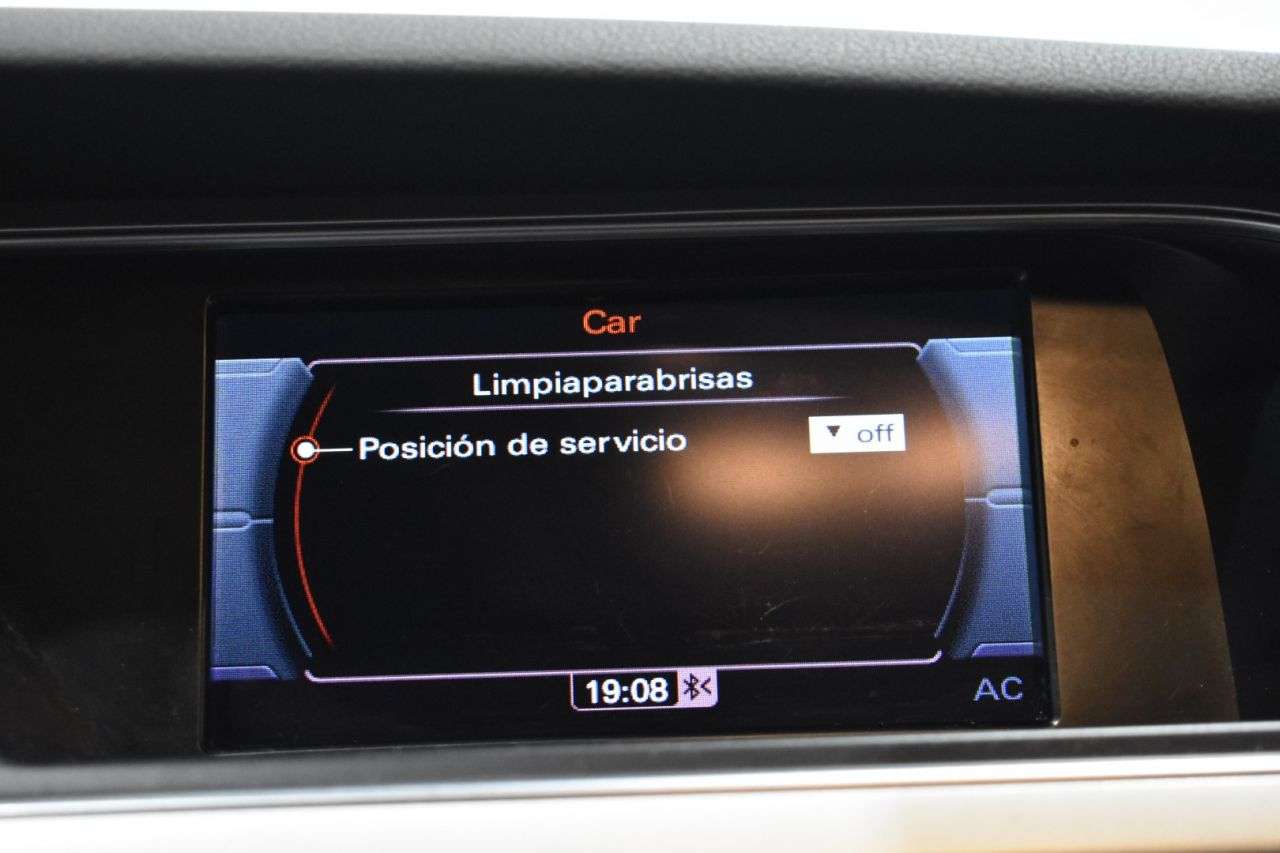 Car
Limpiaparabrisas
Posición de servicio ▼ off
19:08
AC